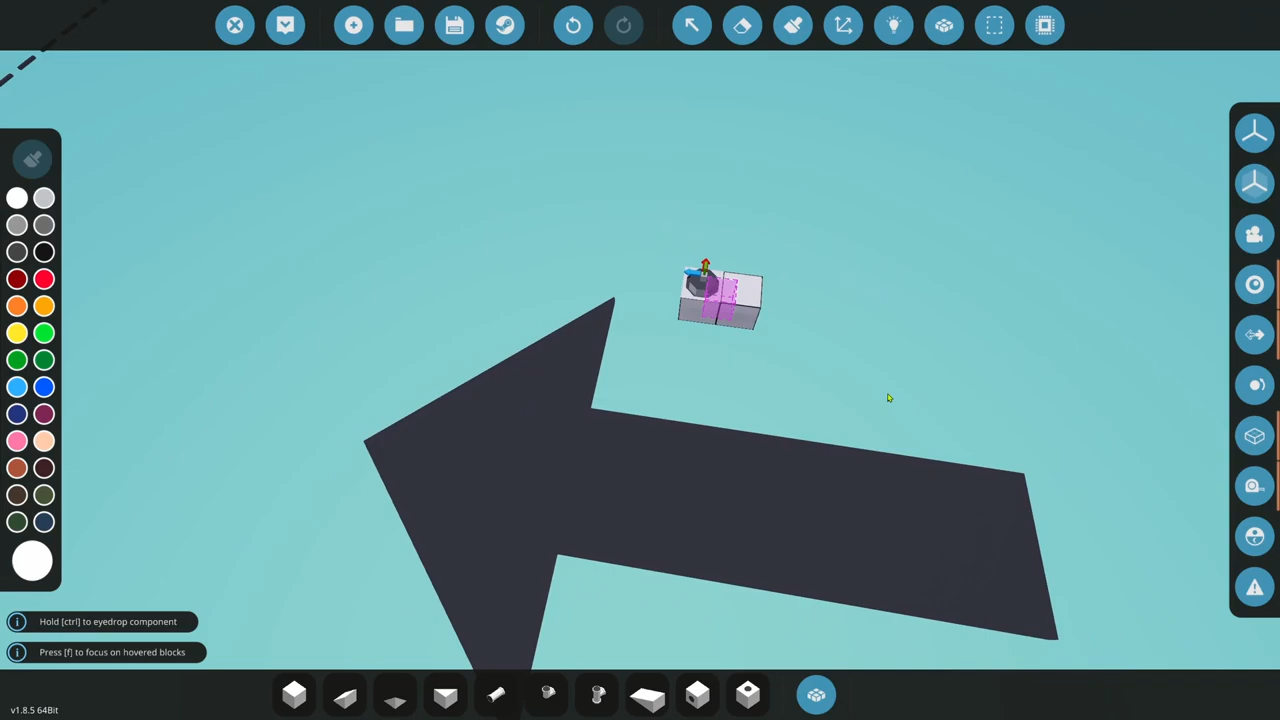 Hold [ctrl] to eyedrop component
Press [f] to focus on hovered blocks
v1.8.5 64Bit